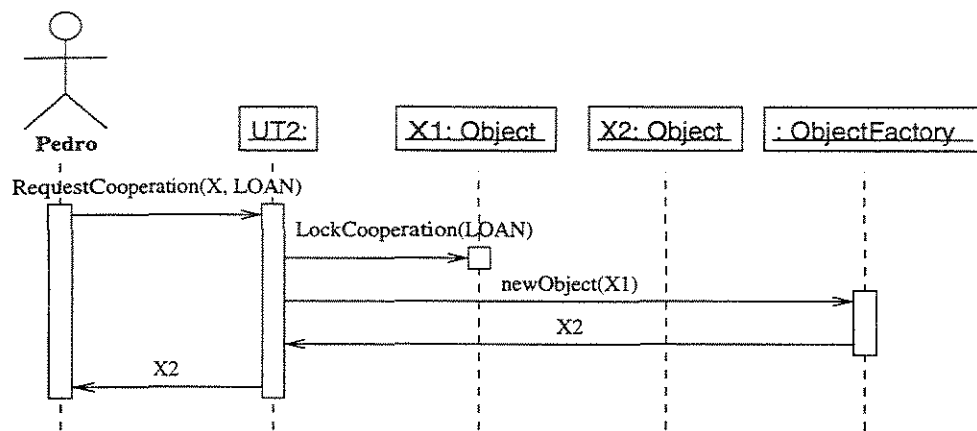 Pedro
UT2:
X1: Object
X2: Object
: ObjectFactory
RequestCooperation(X, LOAN)
LockCooperation(LOAN)
newObject(X1)
X2
X2